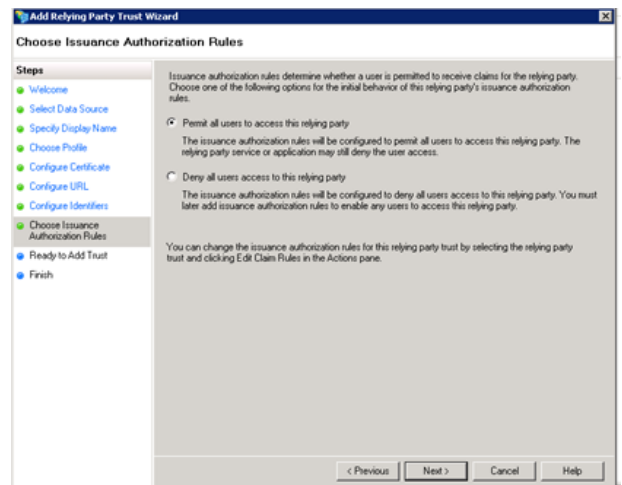 Add Relying Party Trust Wizard
Choose Issuance Authorization Rules
Steps
Welcome
Select Data Source
Specify Display Name
Choose Profile
Configure Certificate
Configure URL
Configure Identifiers
Choose Issuance
Authorization Rules
Ready to Add Trust
Finish
Issuance authorization rules determine whether a user is permitted to receive claims for the relying party.
Choose one of the following options for the initial behavior of this relying party's issuance authorization
rules.
Permit all users to access this relying party
The issuance authorization rules will be configured to permit all users to access this relying party. The
relying party service or application may still deny the user access.
Deny all users access to this relying party
The issuance authorization rules will be configured to deny all users access to this relying party. You must
later add issuance authorization rules to enable any users to access this relying party.
You can change the issuance authorization rules for this relying party trust by selecting the relying party
trust and clicking Edit Claim Rules in the Actions pane.
< Previous
Next >
Cancel
Help